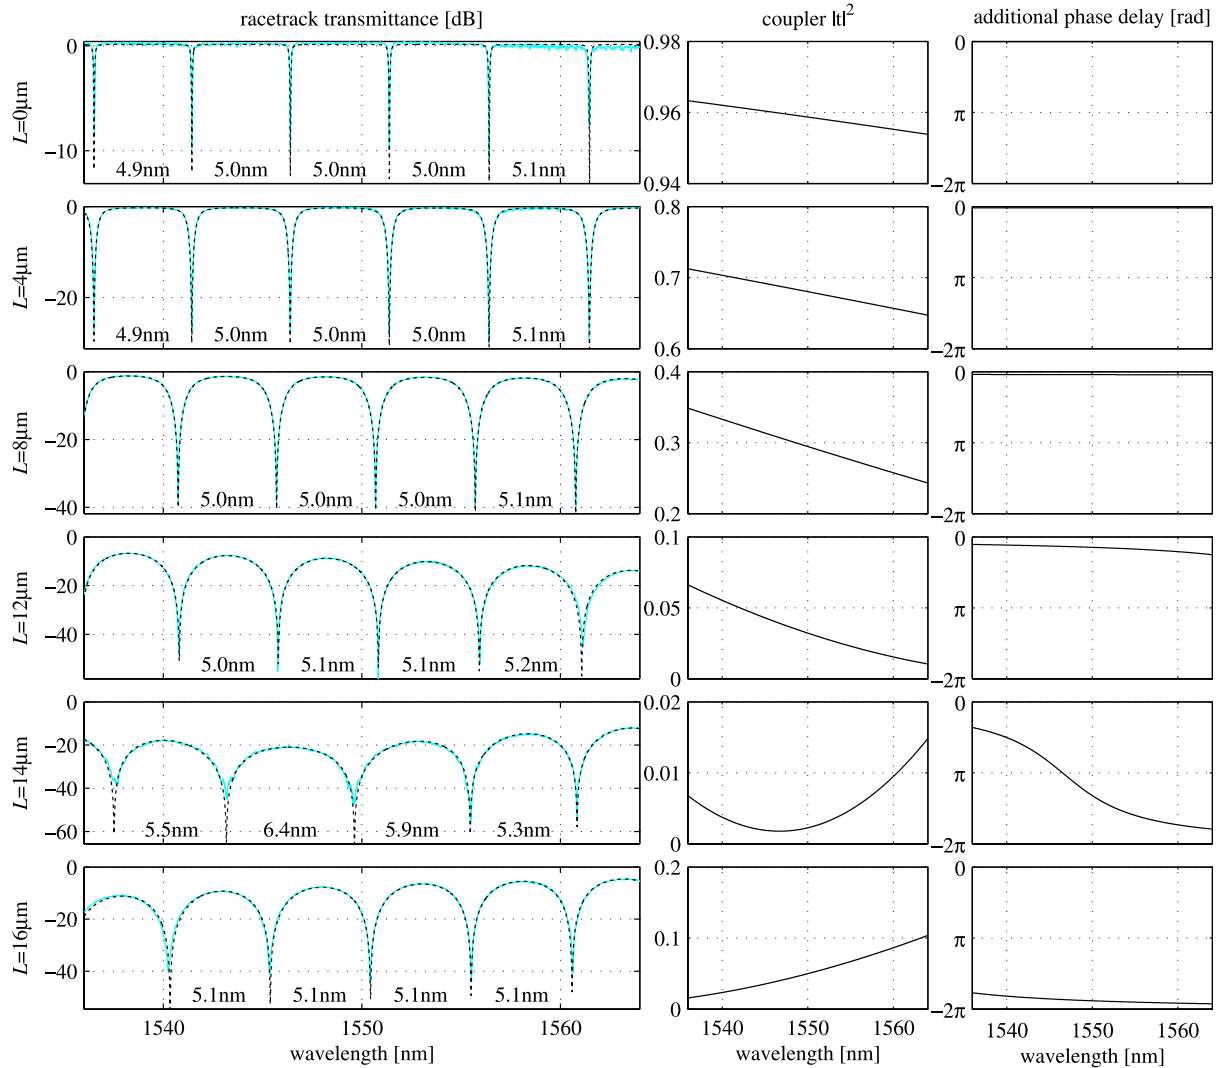 racetrack transmittance [dB]
coupler |t|²
additional phase delay [rad]
L=0μm
0
−10
4.9nm 5.0nm 5.0nm 5.0nm 5.1nm
0.98
0.96
0.94
0
π
−2π
L=4μm
0
−20
4.9nm 5.0nm 5.0nm 5.0nm 5.1nm
0.8
0.7
0.6
0
π
−2π
L=8μm
0
−20
−40
5.0nm 5.0nm 5.0nm 5.1nm
0.4
0.3
0.2
0
π
−2π
L=12μm
0
−20
−40
5.0nm 5.1nm 5.1nm 5.2nm
0.1
0.05
0
0
π
−2π
L=14μm
0
−20
−40
−60
5.5nm 6.4nm 5.9nm 5.3nm
0.02
0.01
0
0
π
−2π
L=16μm
0
−20
−40
5.1nm 5.1nm 5.1nm 5.1nm
0.2
0.1
0
0
π
−2π
1540 1550 1560
1540 1550 1560
1540 1550 1560
wavelength [nm]
wavelength [nm]
wavelength [nm]